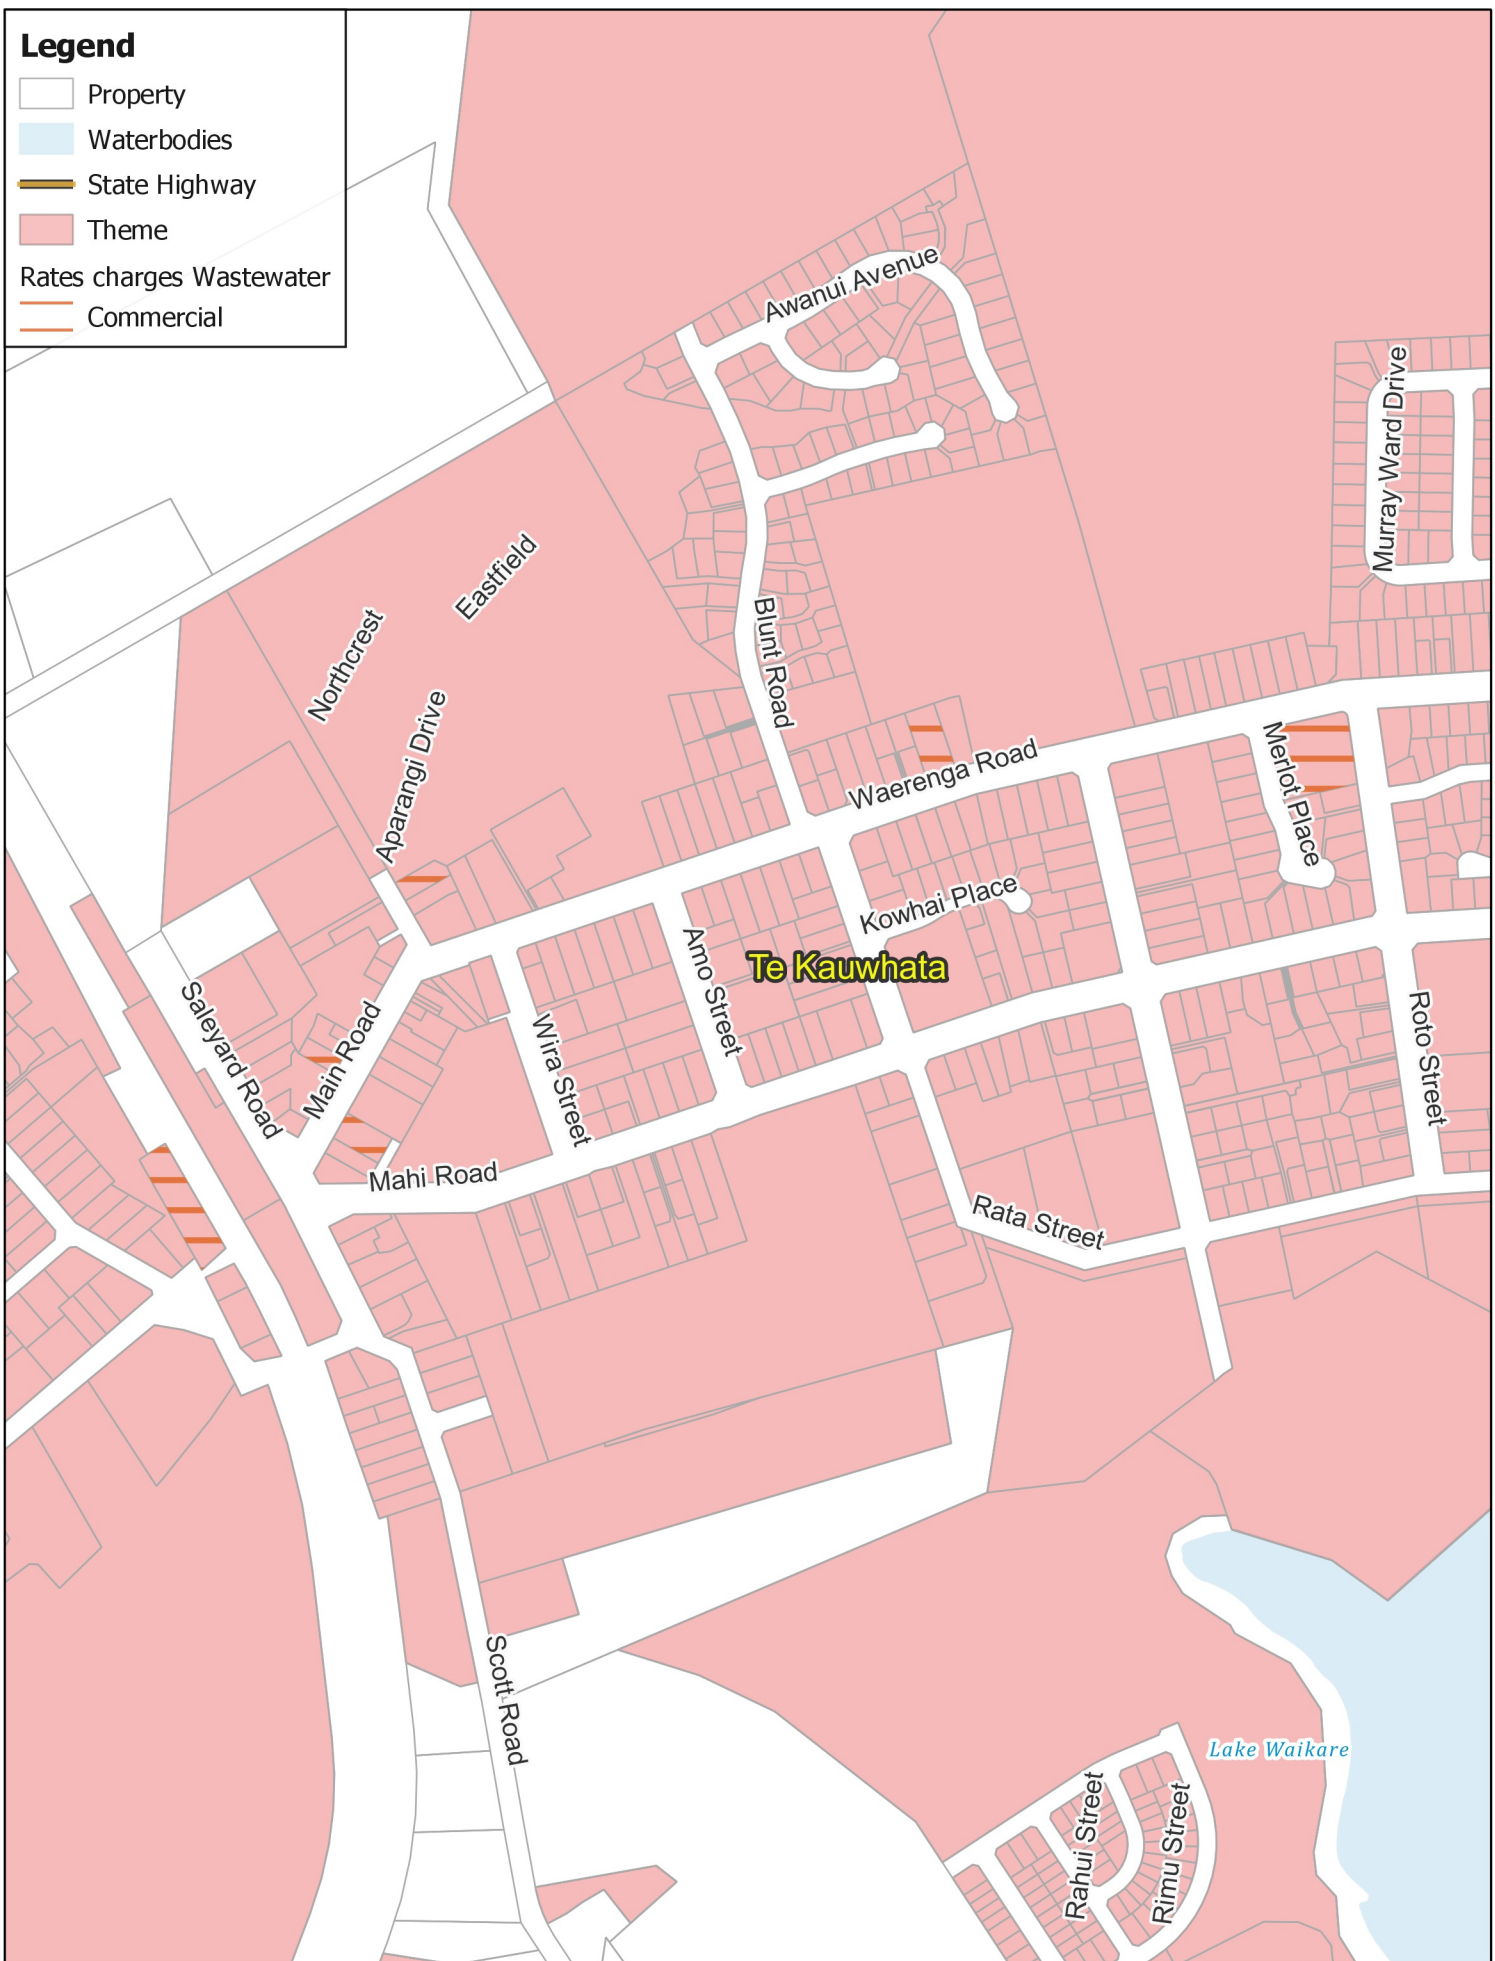 Legend
Property
Waterbodies
State Highway
Theme
Rates charges Wastewater
Commercial
Awanui Avenue
Murray Ward Drive
Eastfield
Northcrest
Blunt Road
Aparangi Drive
Waerenga Road
Merlot Place
Kowhai Place
Amo Street
Te Kauwhata
Saleyard Road
Main Road
Wira Street
Roto Street
Mahi Road
Rata Street
Scott Road
Lake Waikare
Rahui Street
Rimu Street